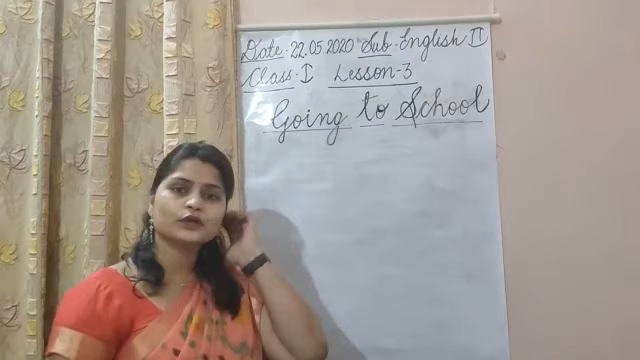 Date - 22.05.2020 Sub - English - II
Class - I Lesson - 3
Going to School